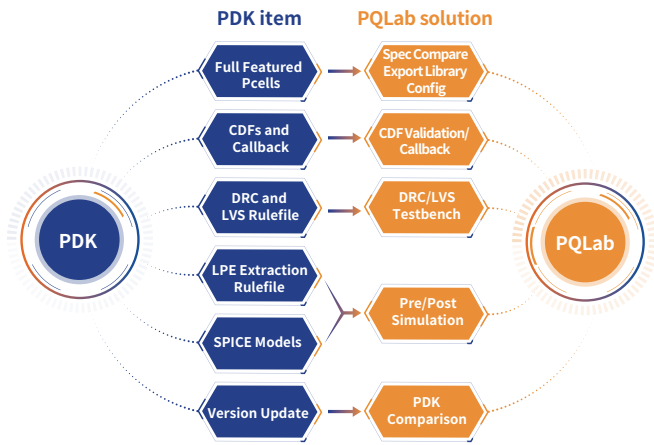 PDK item
PQLab solution
Full Featured
Pcells
Spec Compare
Export Library
Config
CDFs and
Callback
CDF Validation/
Callback
DRC and
LVS Rulefile
DRC/LVS
Testbench
PDK
PQLab
LPE Extraction
Rulefile
Pre/Post
Simulation
SPICE Models
Version Update
PDK
Comparison